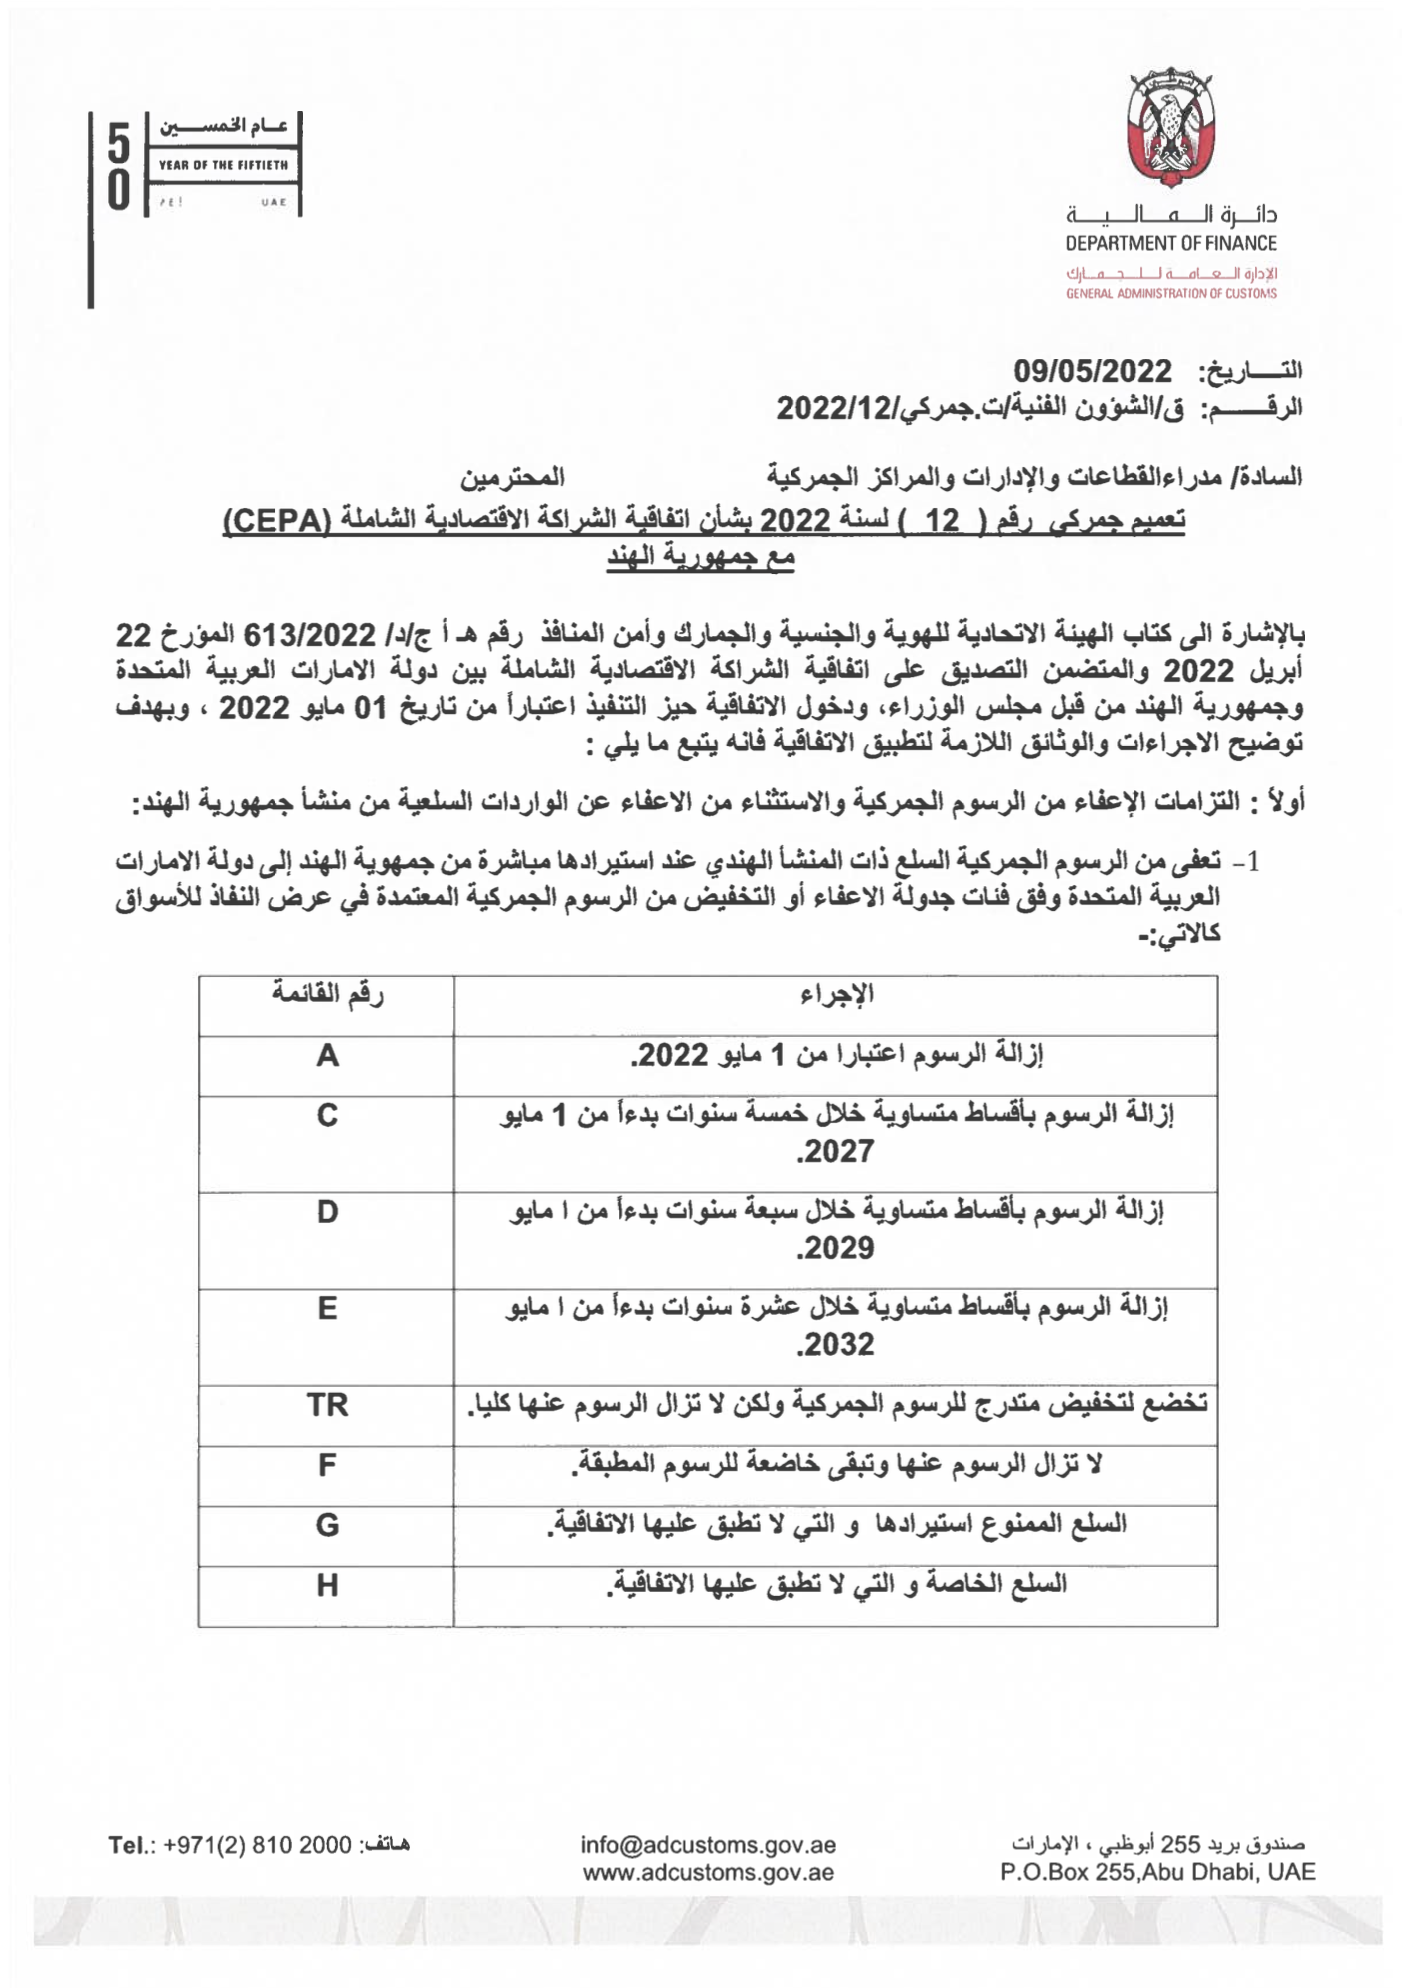 عام الخمسين
50
YEAR OF THE FIFTIETH
UAE
دائرة المالية
DEPARTMENT OF FINANCE
الإدارة العامة للجمارك
GENERAL ADMINISTRATION OF CUSTOMS
التـــاريخ: 09/05/2022
الرقـــــم: ق/الشؤون الفنية/ت.جمركي/2022/12
السادة/ مدراءالقطاعات والإدارات والمراكز الجمركية المحترمين
تعميم جمركي رقم ( 12 ) لسنة 2022 بشأن اتفاقية الشراكة الاقتصادية الشاملة (CEPA)
مع جمهورية الهند
بالإشارة الى كتاب الهيئة الاتحادية للهوية والجنسية والجمارك وأمن المنافذ رقم هـ أ ج/د/ 613/2022 المؤرخ 22
أبريل 2022 والمتضمن التصديق على اتفاقية الشراكة الاقتصادية الشاملة بين دولة الامارات العربية المتحدة
وجمهورية الهند من قبل مجلس الوزراء، ودخول الاتفاقية حيز التنفيذ اعتباراً من تاريخ 01 مايو 2022 ، وبهدف
توضيح الاجراءات والوثائق اللازمة لتطبيق الاتفاقية فانه يتبع ما يلي :
أولاً : التزامات الإعفاء من الرسوم الجمركية والاستثناء من الاعفاء عن الواردات السلعية من منشأ جمهورية الهند:
1– تعفى من الرسوم الجمركية السلع ذات المنشأ الهندي عند استيرادها مباشرة من جمهوية الهند إلى دولة الامارات
العربية المتحدة وفق فئات جدولة الاعفاء أو التخفيض من الرسوم الجمركية المعتمدة في عرض النفاذ للأسواق
كالاتي:-
الإجراء رقم القائمة
إزالة الرسوم اعتبارا من 1 مايو 2022. A
إزالة الرسوم بأقساط متساوية خلال خمسة سنوات بدءاً من 1 مايو C
2027.
إزالة الرسوم بأقساط متساوية خلال سبعة سنوات بدءاً من ا مايو D
2029.
إزالة الرسوم بأقساط متساوية خلال عشرة سنوات بدءاً من ا مايو E
2032.
تخضع لتخفيض متدرج للرسوم الجمركية ولكن لا تزال الرسوم عنها كليا. TR
لا تزال الرسوم عنها وتبقى خاضعة للرسوم المطبقة. F
السلع الممنوع استيرادها و التي لا تطبق عليها الاتفاقية. G
السلع الخاصة و التي لا تطبق عليها الاتفاقية. H
صندوق بريد 255 أبوظبي ، الإمارات
P.O.Box 255,Abu Dhabi, UAE
info@adcustoms.gov.ae
www.adcustoms.gov.ae
Tel.: +971(2) 810 2000 :هاتف